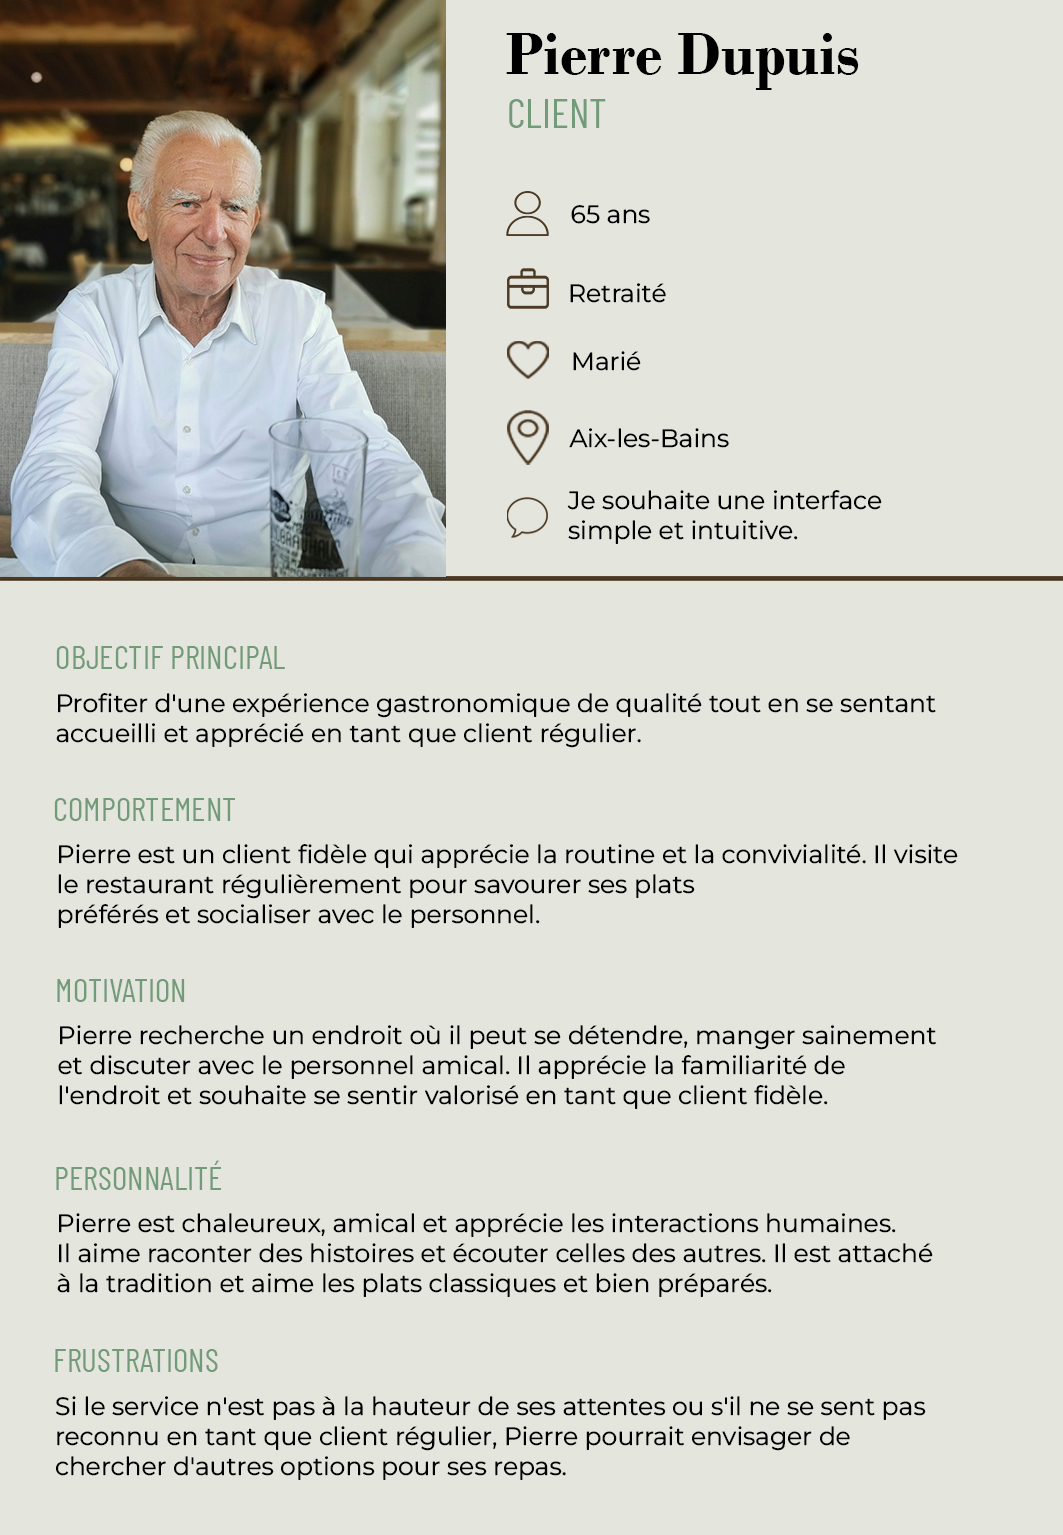 Pierre Dupuis
CLIENT
65 ans
Retraité
Marié
Aix-les-Bains
Je souhaite une interface
simple et intuitive.
OBJECTIF PRINCIPAL
Profiter d'une expérience gastronomique de qualité tout en se sentant
accueilli et apprécié en tant que client régulier.
COMPORTEMENT
Pierre est un client fidèle qui apprécie la routine et la convivialité. Il visite
le restaurant régulièrement pour savourer ses plats
préférés et socialiser avec le personnel.
MOTIVATION
Pierre recherche un endroit où il peut se détendre, manger sainement
et discuter avec le personnel amical. Il apprécie la familiarité de
l'endroit et souhaite se sentir valorisé en tant que client fidèle.
PERSONNALITÉ
Pierre est chaleureux, amical et apprécie les interactions humaines.
Il aime raconter des histoires et écouter celles des autres. Il est attaché
à la tradition et aime les plats classiques et bien préparés.
FRUSTRATIONS
Si le service n'est pas à la hauteur de ses attentes ou s'il ne se sent pas
reconnu en tant que client régulier, Pierre pourrait envisager de
chercher d'autres options pour ses repas.